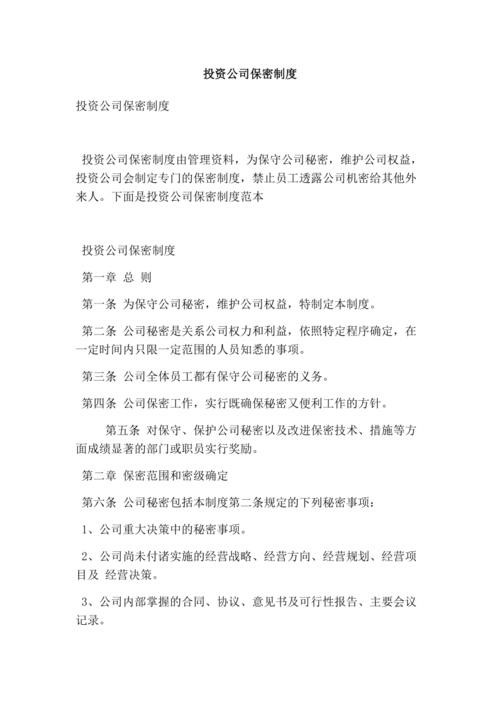 投资公司保密制度
投资公司保密制度
投资公司保密制度由管理资料，为保守公司秘密，维护公司权益，
投资公司会制定专门的保密制度，禁止员工透露公司机密给其他外
来人。下面是投资公司保密制度范本
投资公司保密制度
第一章 总 则
第一条 为保守公司秘密，维护公司权益，特制定本制度。
第二条 公司秘密是关系公司权力和利益，依照特定程序确定，在
一定时间内只限一定范围的人员知悉的事项。
第三条 公司全体员工都有保守公司秘密的义务。
第四条 公司保密工作，实行既确保秘密又便利工作的方针。
第五条 对保守、保护公司秘密以及改进保密技术、措施等方
面成绩显著的部门或职员实行奖励。
第二章 保密范围和密级确定
第六条 公司秘密包括本制度第二条规定的下列秘密事项：
1、公司重大决策中的秘密事项。
2、公司尚未付诸实施的经营战略、经营方向、经营规划、经营项
目及 经营决策。
3、公司内部掌握的合同、协议、意见书及可行性报告、主要会议
记录。